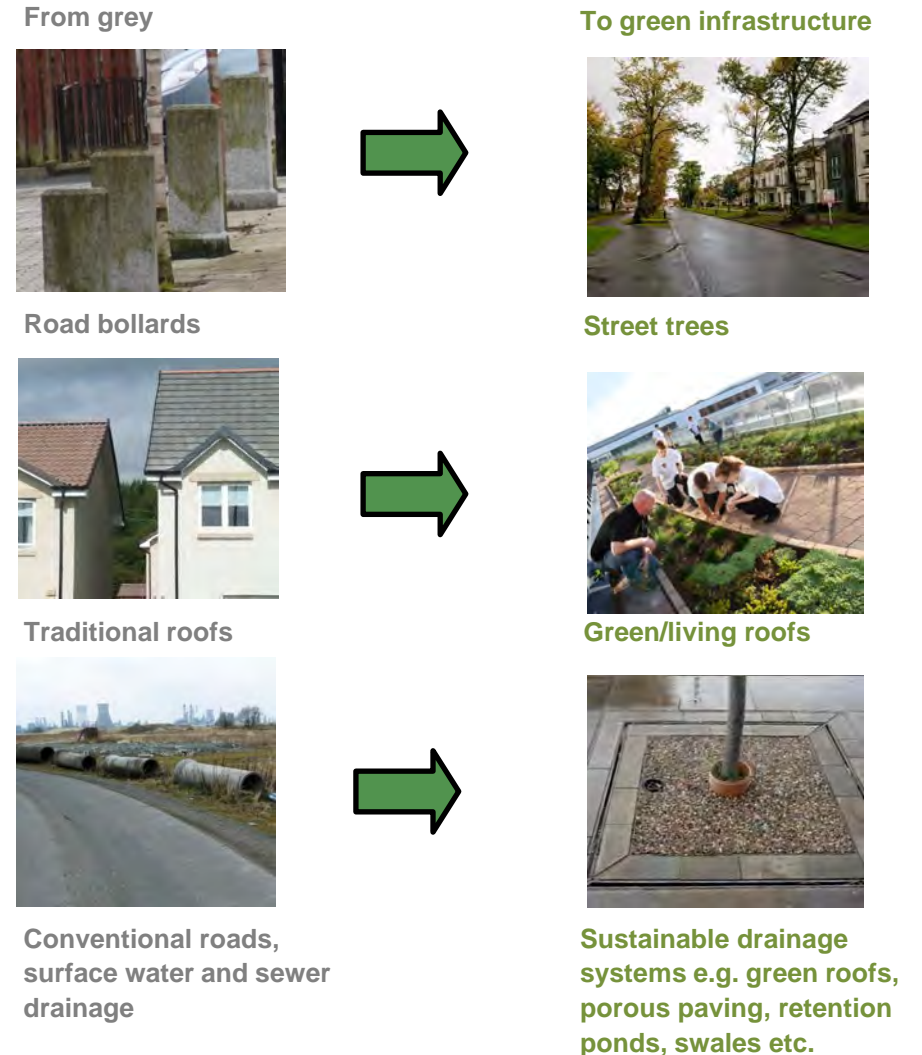 From grey
To green infrastructure
Road bollards
Street trees
Traditional roofs
Green/living roofs
Conventional roads,
surface water and sewer
drainage
Sustainable drainage
systems e.g. green roofs,
porous paving, retention
ponds, swales etc.